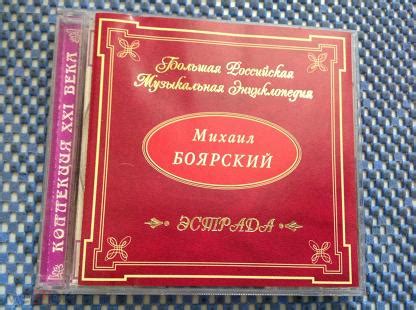 Большая Российская
Музыкальная Энциклопедия
Михаил
БОЯРСКИЙ
ЭСТРАДА
КОЛЛЕКЦИЯ XXI ВЕКА